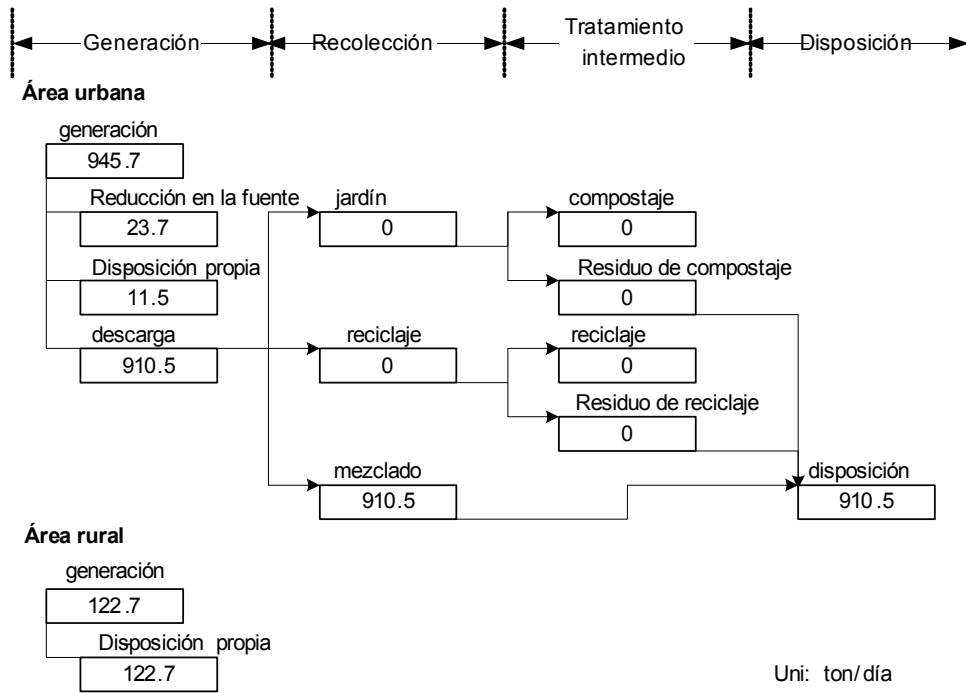 Generación Recolección Tratamiento intermedio Disposición
Área urbana
generación
945.7
Reducción en la fuente jardín compostaje
23.7 0 0
Disposición propia Residuo de compostaje
11.5 0
descarga reciclaje reciclaje
910.5 0 0
Residuo de reciclaje
0
mezclado disposición
910.5 910.5
Área rural
generación
122.7
Disposición propia
122.7 Uni: ton/día